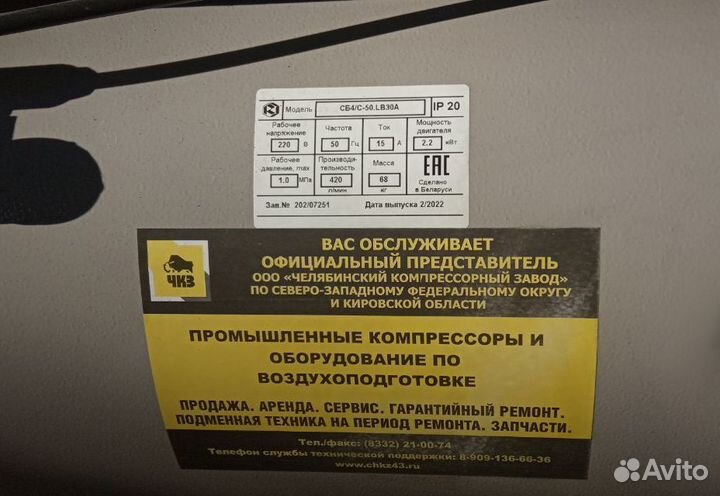 Модель СБ4/С-50.LB30А IP 20
Рабочее напряжение 220 В
Частота 50 Гц
Ток 15 А
Мощность двигателя 2.2 кВт
Рабочее давление, max 1.0 МПа
Производи-
тельность 420 л/мин
Масса 68 кг
ЕАС
Сделано
в Беларуси
Зав.№ 202/07251 Дата выпуска 2/2022
ЧКЗ
ВАС ОБСЛУЖИВАЕТ
ОФИЦИАЛЬНЫЙ ПРЕДСТАВИТЕЛЬ
ООО «ЧЕЛЯБИНСКИЙ КОМПРЕССОРНЫЙ ЗАВОД»
ПО СЕВЕРО-ЗАПАДНОМУ ФЕДЕРАЛЬНОМУ ОКРУГУ
И КИРОВСКОЙ ОБЛАСТИ
ПРОМЫШЛЕННЫЕ КОМПРЕССОРЫ И
ОБОРУДОВАНИЕ ПО
ВОЗДУХОПОДГОТОВКЕ
ПРОДАЖА. АРЕНДА. СЕРВИС. ГАРАНТИЙНЫЙ РЕМОНТ.
ПОДМЕННАЯ ТЕХНИКА НА ПЕРИОД РЕМОНТА. ЗАПЧАСТИ.
Тел./факс: (8332) 21-00-74
Телефон службы технической поддержки: 8-909-136-66-36
www.chkz43.ru
Avito